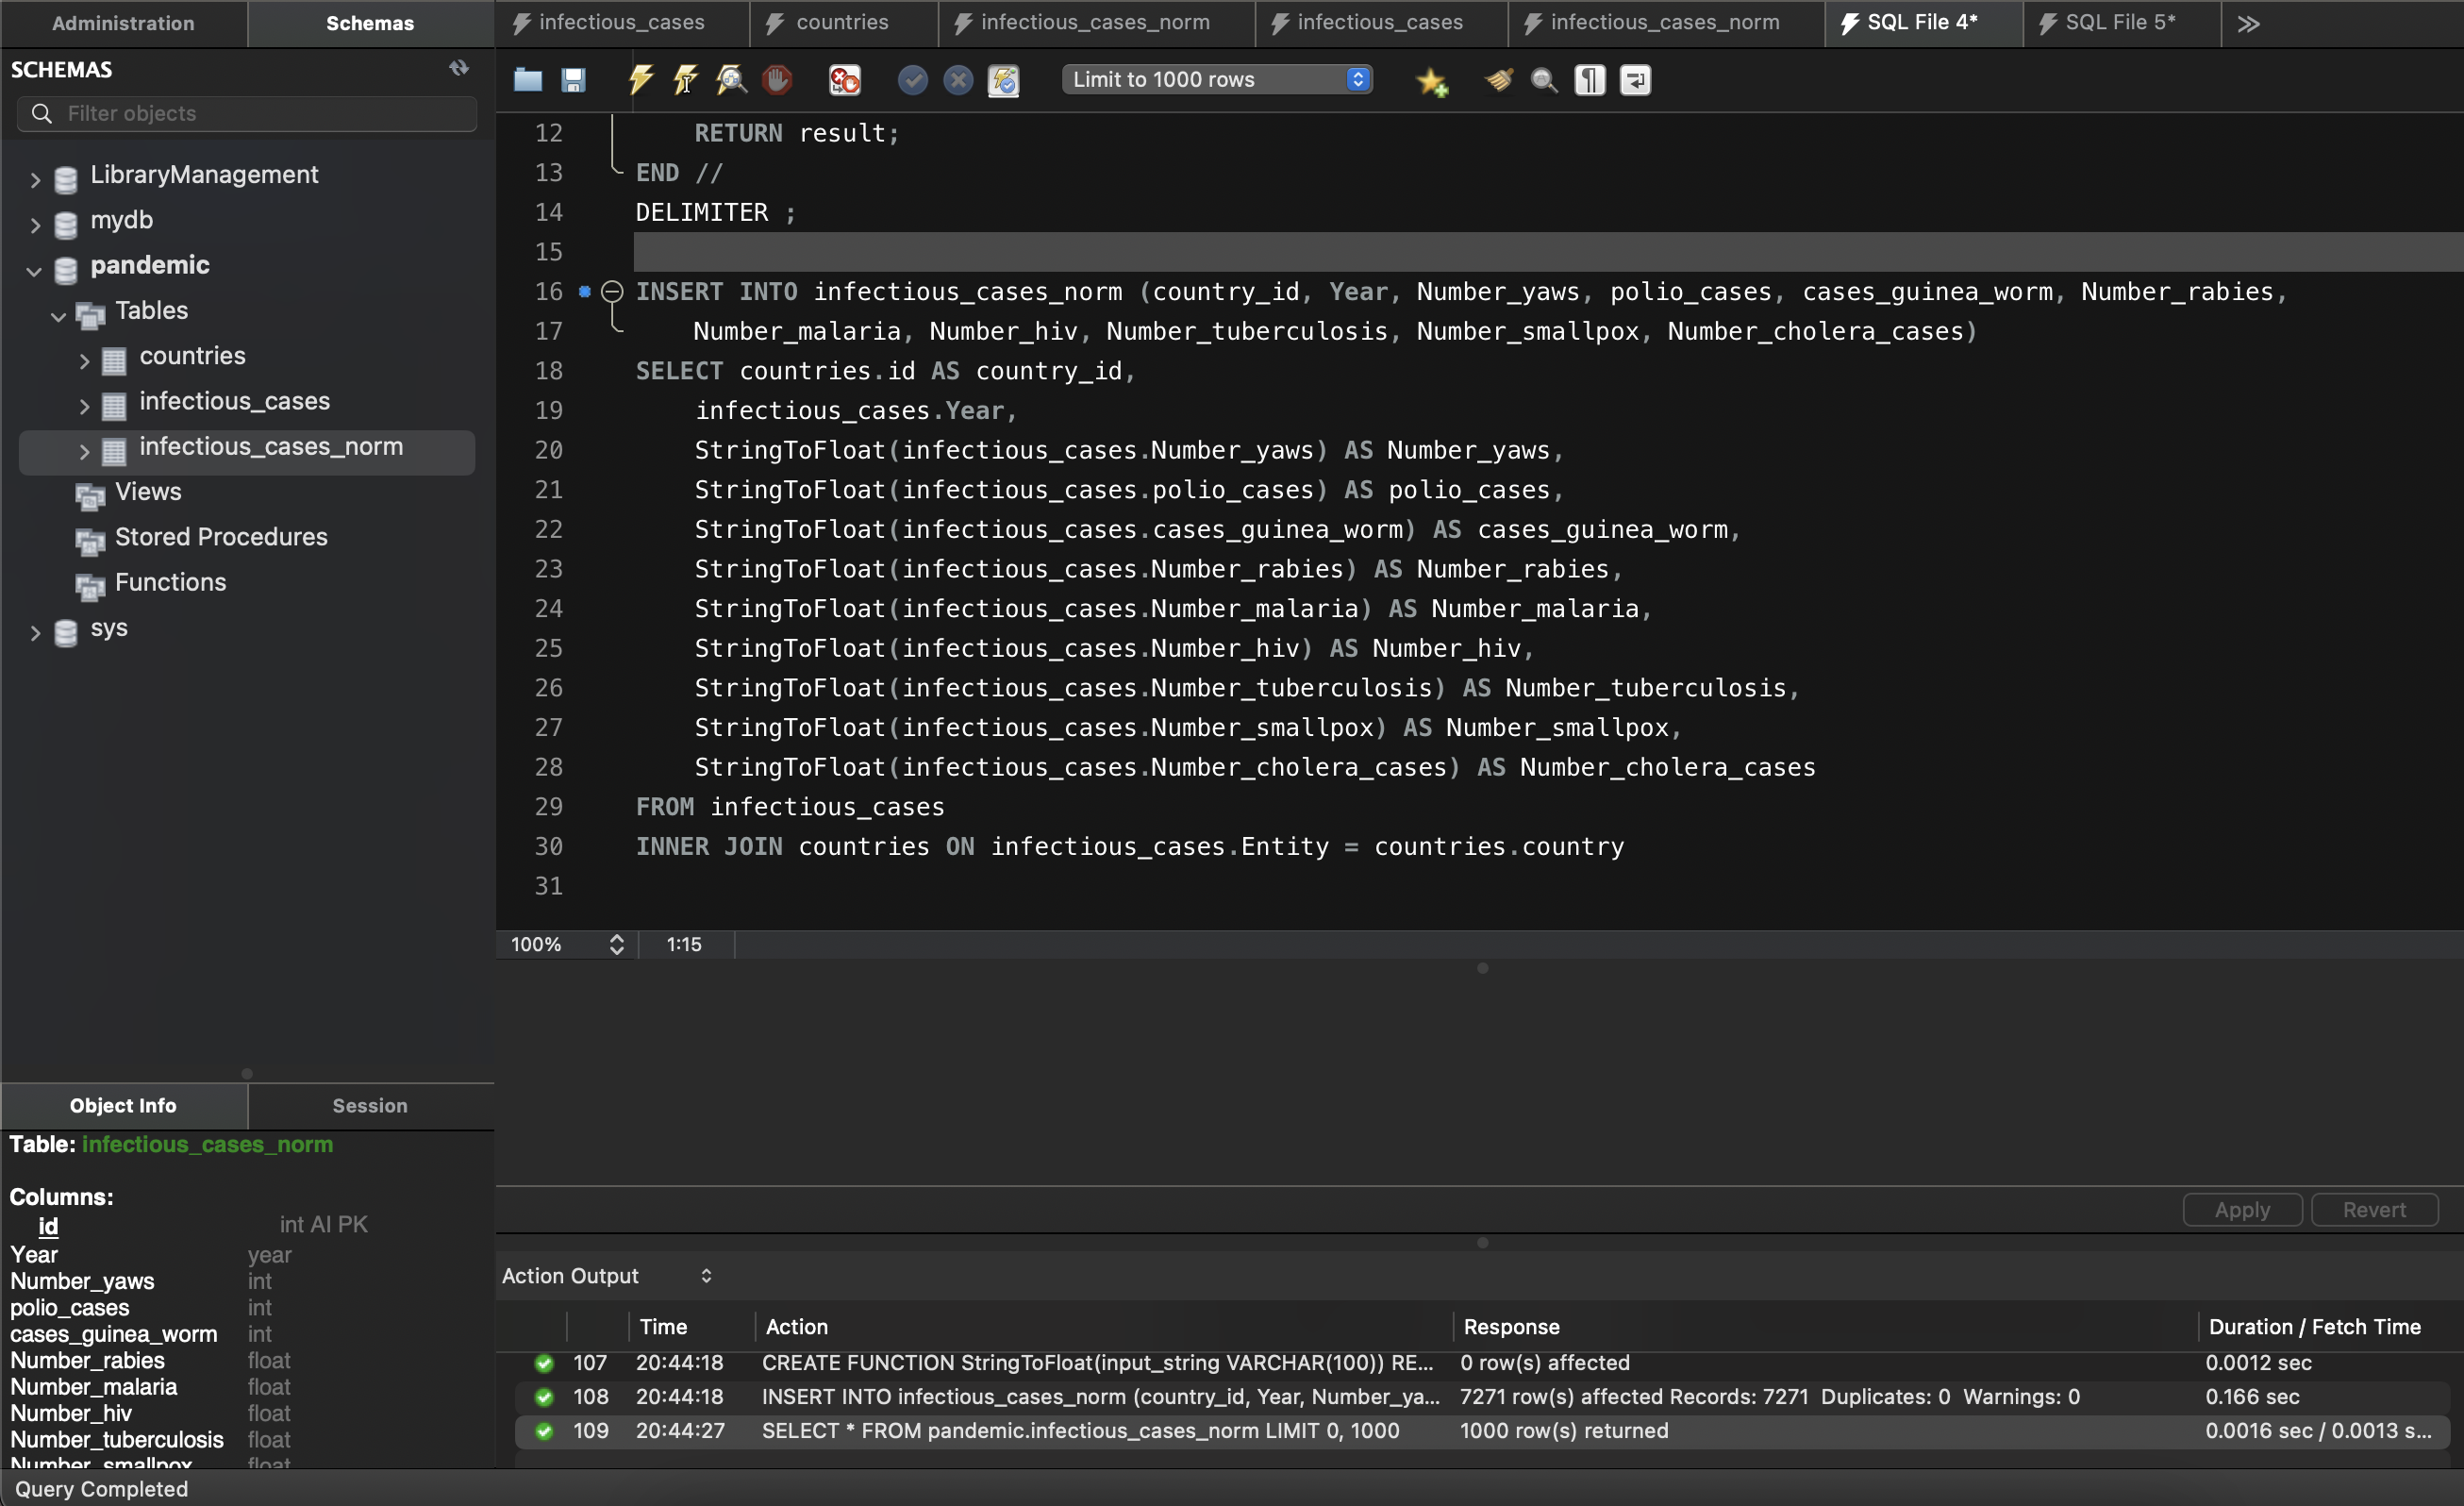 Administration
Schemas
infectious_cases
countries
infectious_cases_norm
infectious_cases
infectious_cases_norm
SQL File 4*
SQL File 5*
SCHEMAS
Filter objects
LibraryManagement
mydb
pandemic
Tables
countries
infectious_cases
infectious_cases_norm
Views
Stored Procedures
Functions
sys
Limit to 1000 rows
12 RETURN result;
13 END //
14 DELIMITER ;
15
16 INSERT INTO infectious_cases_norm (country_id, Year, Number_yaws, polio_cases, cases_guinea_worm, Number_rabies,
17 Number_malaria, Number_hiv, Number_tuberculosis, Number_smallpox, Number_cholera_cases)
18 SELECT countries.id AS country_id,
19 infectious_cases.Year,
20 StringToFloat(infectious_cases.Number_yaws) AS Number_yaws,
21 StringToFloat(infectious_cases.polio_cases) AS polio_cases,
22 StringToFloat(infectious_cases.cases_guinea_worm) AS cases_guinea_worm,
23 StringToFloat(infectious_cases.Number_rabies) AS Number_rabies,
24 StringToFloat(infectious_cases.Number_malaria) AS Number_malaria,
25 StringToFloat(infectious_cases.Number_hiv) AS Number_hiv,
26 StringToFloat(infectious_cases.Number_tuberculosis) AS Number_tuberculosis,
27 StringToFloat(infectious_cases.Number_smallpox) AS Number_smallpox,
28 StringToFloat(infectious_cases.Number_cholera_cases) AS Number_cholera_cases
29 FROM infectious_cases
30 INNER JOIN countries ON infectious_cases.Entity = countries.country
31
100% 1:15
Object Info
Session
Table: infectious_cases_norm
Columns:
id int AI PK
Year year
Number_yaws int
polio_cases int
cases_guinea_worm int
Number_rabies float
Number_malaria float
Number_hiv float
Number_tuberculosis float
Number_smallpox float
Apply
Revert
Action Output
Time Action Response Duration / Fetch Time
107 20:44:18 CREATE FUNCTION StringToFloat(input_string VARCHAR(100)) RE... 0 row(s) affected 0.0012 sec
108 20:44:18 INSERT INTO infectious_cases_norm (country_id, Year, Number_ya... 7271 row(s) affected Records: 7271 Duplicates: 0 Warnings: 0 0.166 sec
109 20:44:27 SELECT * FROM pandemic.infectious_cases_norm LIMIT 0, 1000 1000 row(s) returned 0.0016 sec / 0.0013 s...
Query Completed